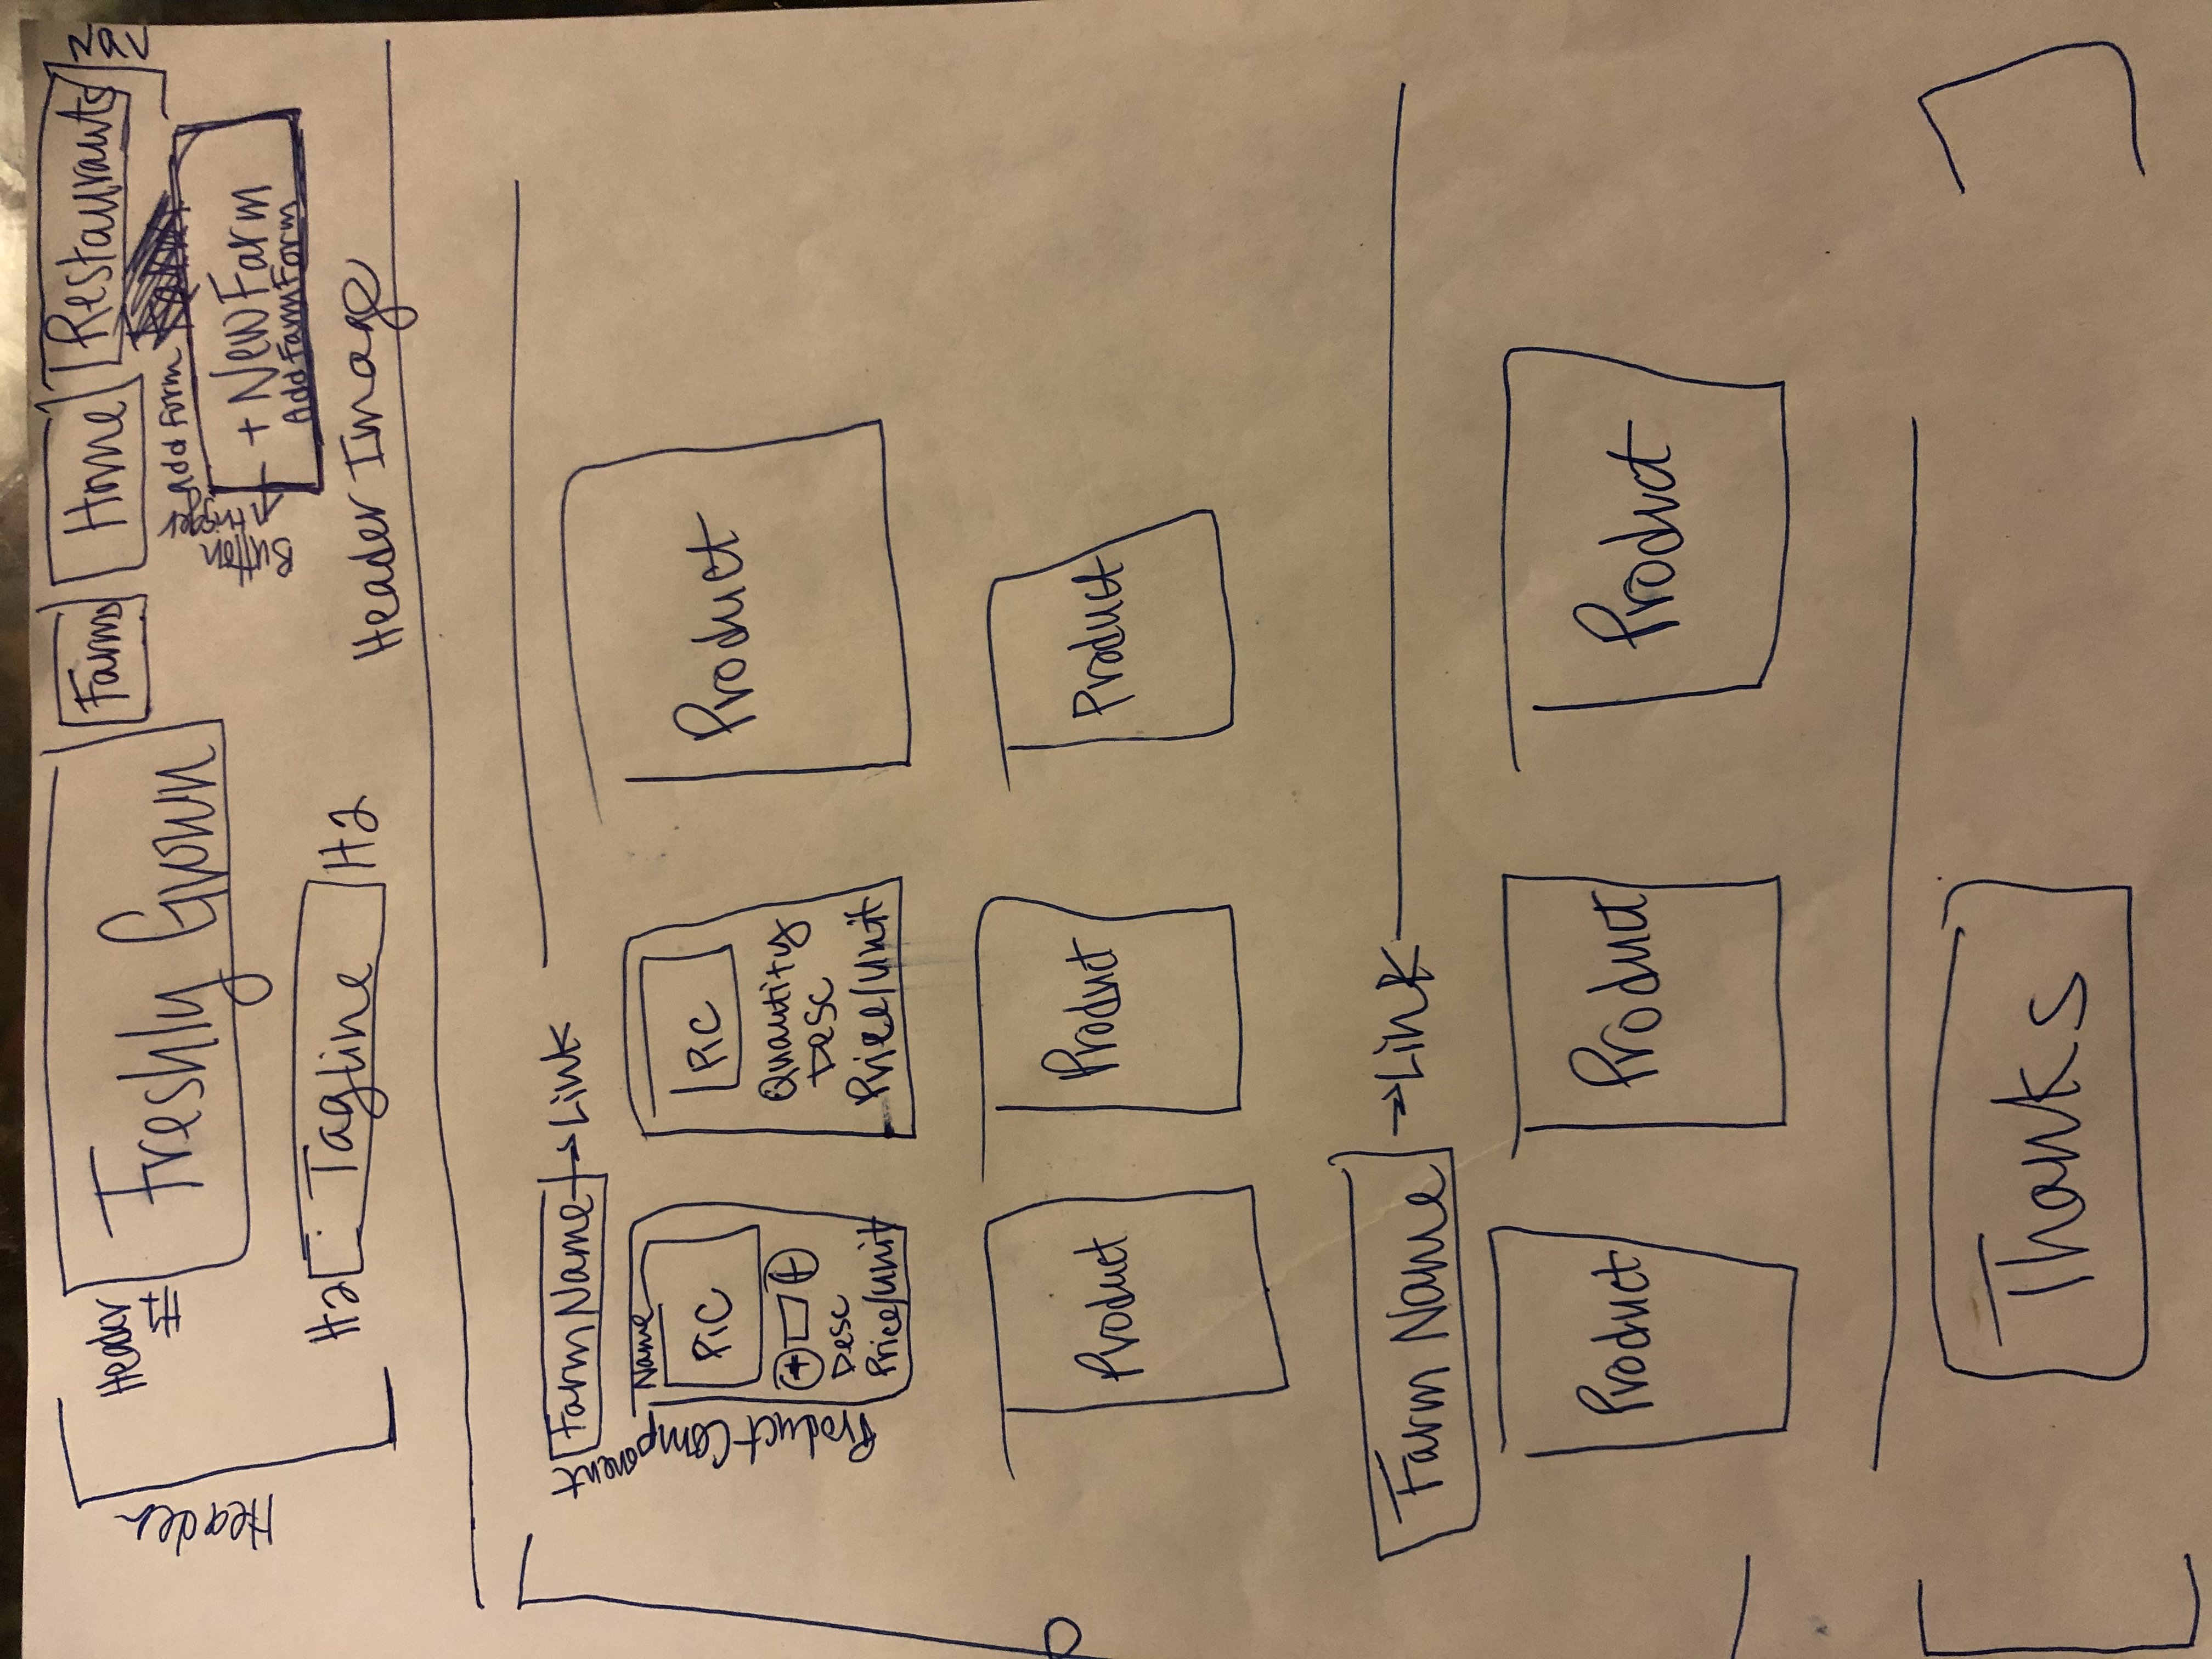 Header
Header
H1
Freshly Grown
Farms
Home
Restaurants
Nav
Add Form
Button
trigger
+ New Farm
Add Farm Form
H2
Tagline
H2
Header Image
Farm Name → Link
Product Component
Name
Pic
+
Desc
Price/unit
Pic
Quantity
Desc
Price/unit
Product
Product
Product
Product
Farm Name → Link
Product
Product
Product
Thanks